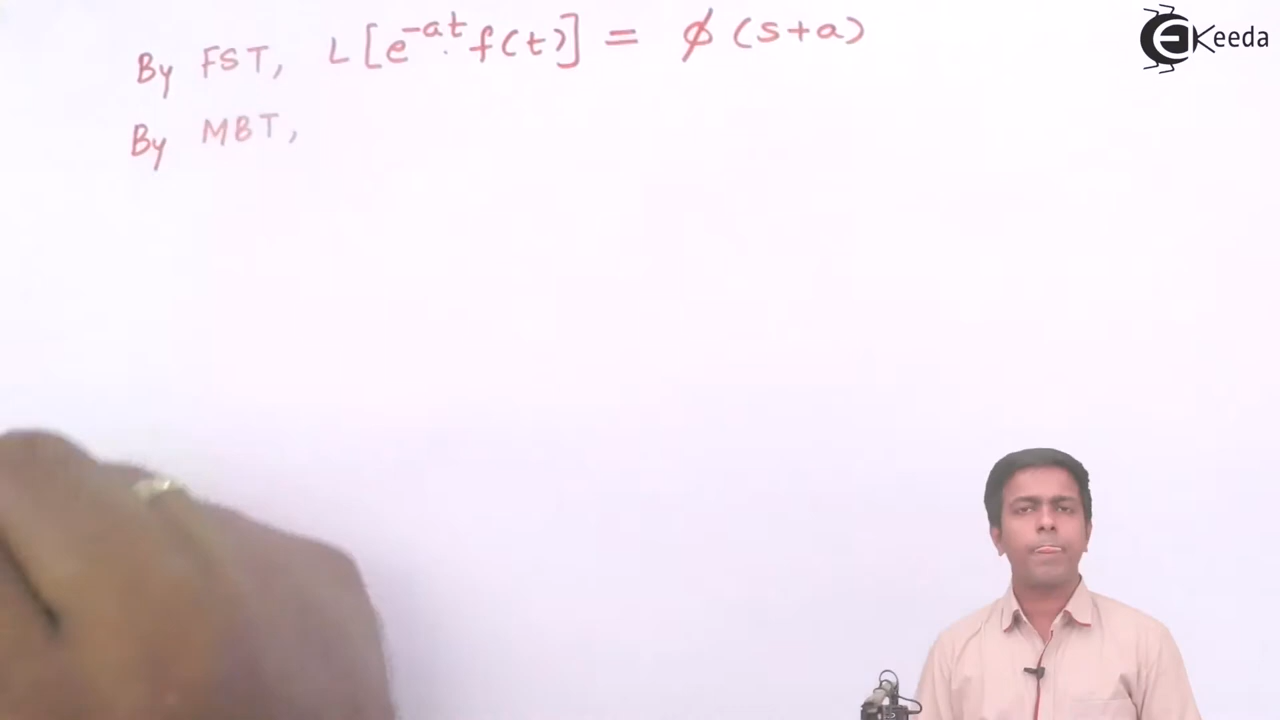 By FST, L[e^{-at} f(t)] = ϕ(s+a)
By MBT,
EKeeda